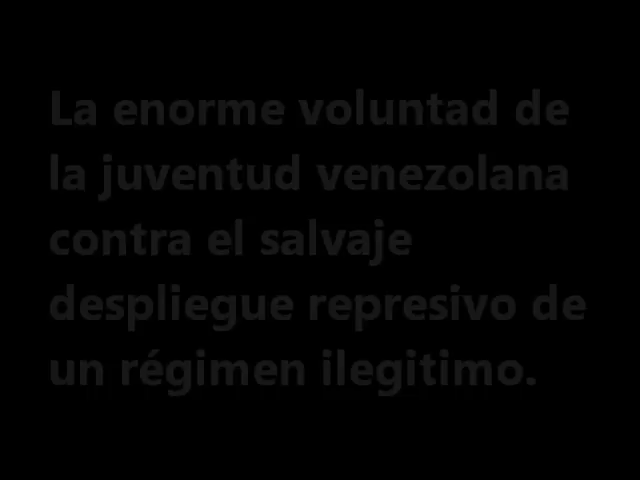 La enorme voluntad de
la juventud venezolana
contra el salvaje
despliegue represivo de
un régimen ilegitimo.